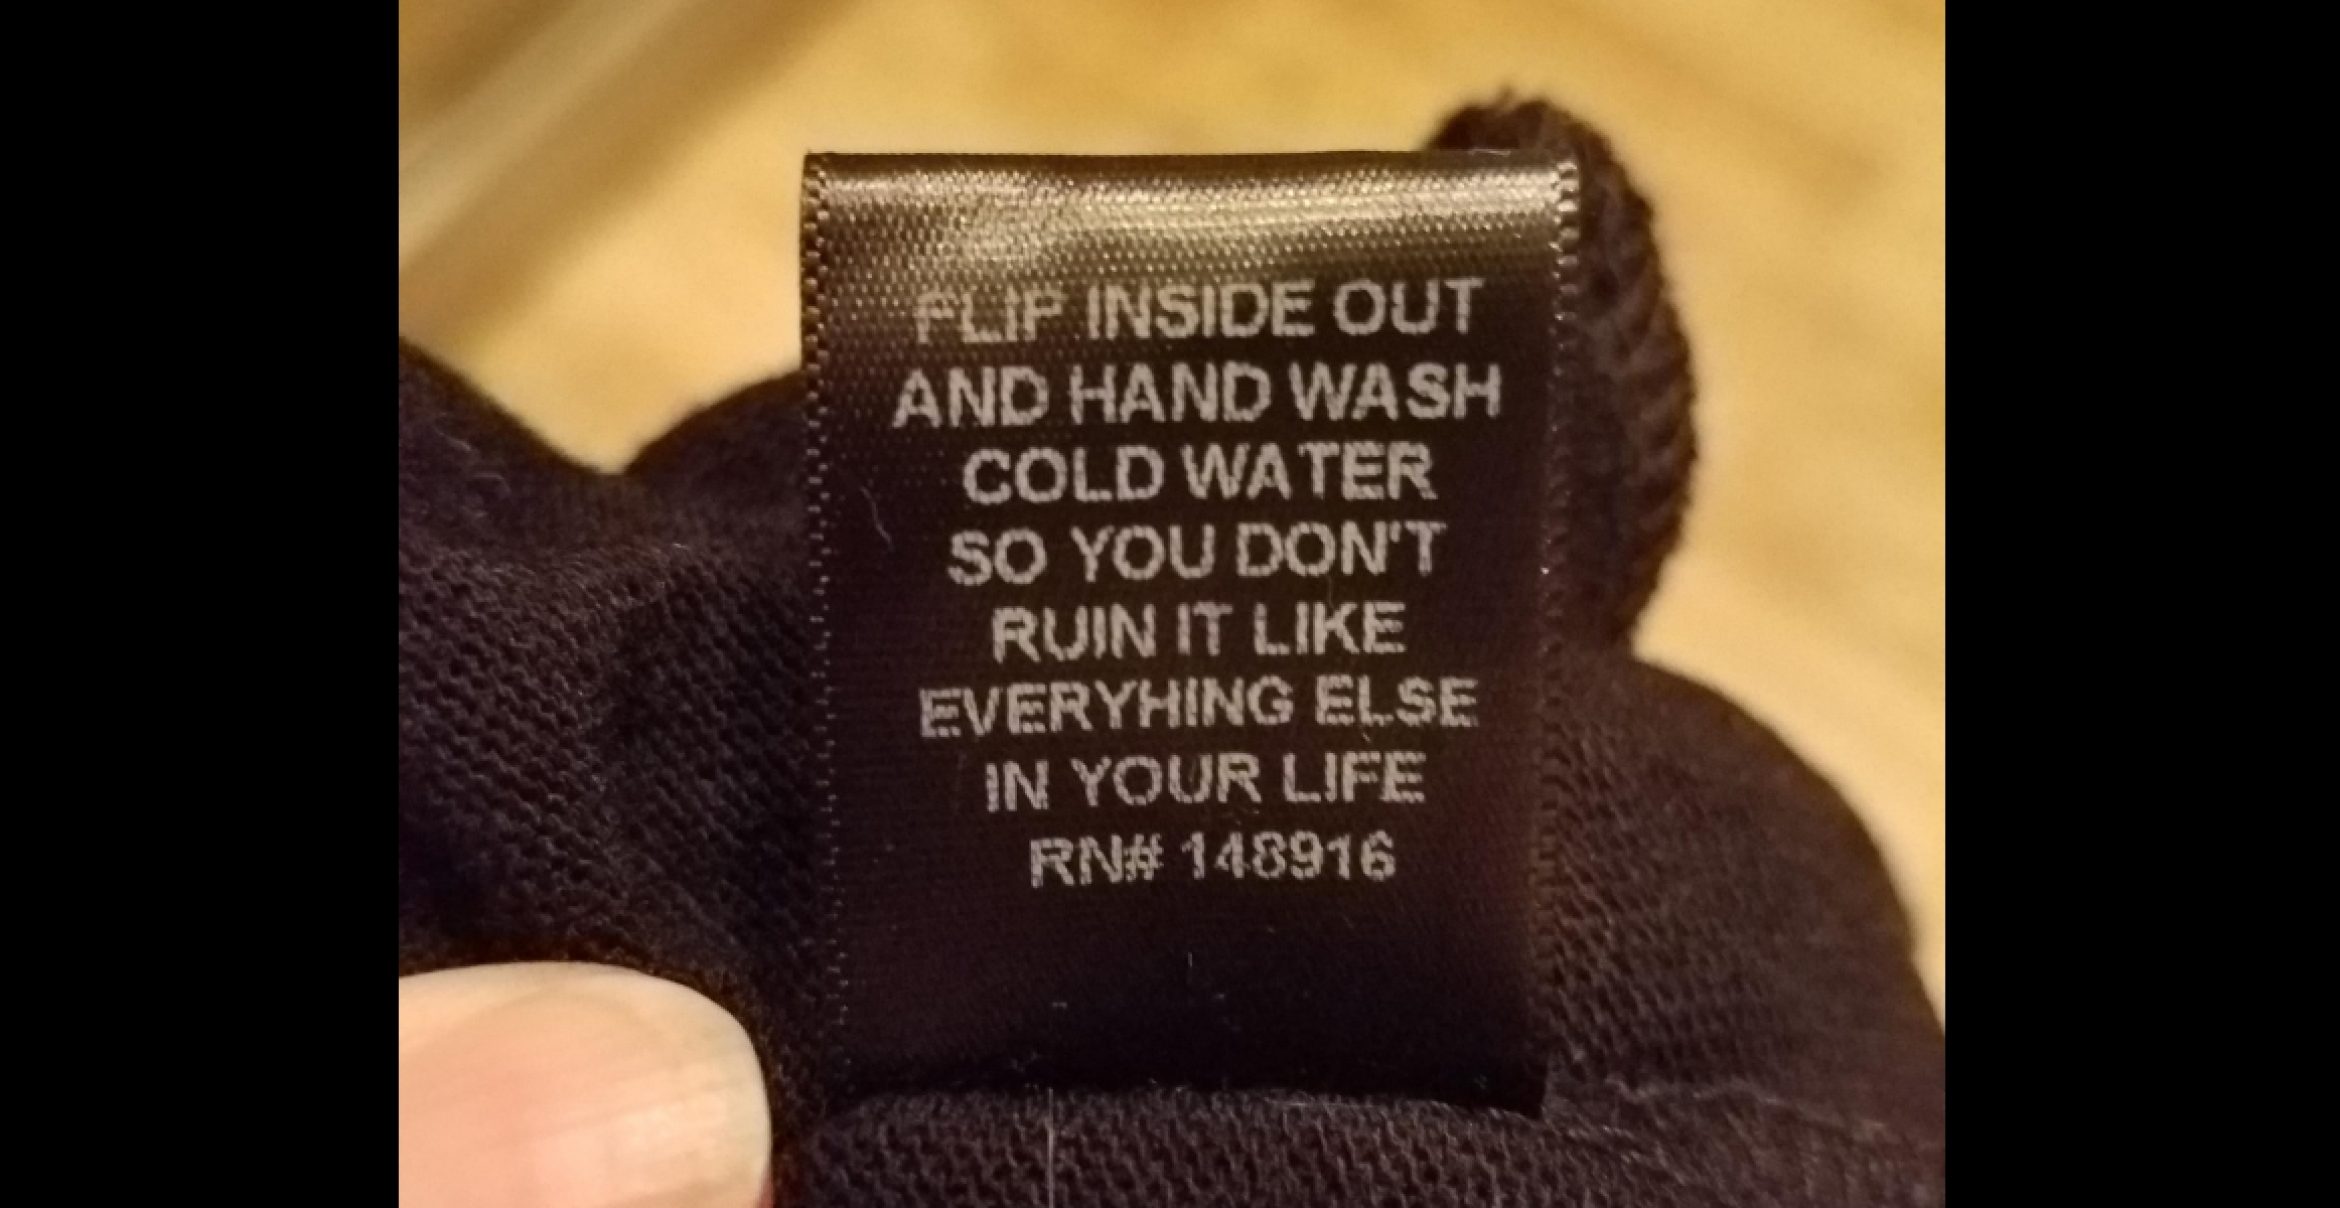 FLIP INSIDE OUT
AND HAND WASH
COLD WATER
SO YOU DON'T
RUIN IT LIKE
EVERYHING ELSE
IN YOUR LIFE
RN# 148916